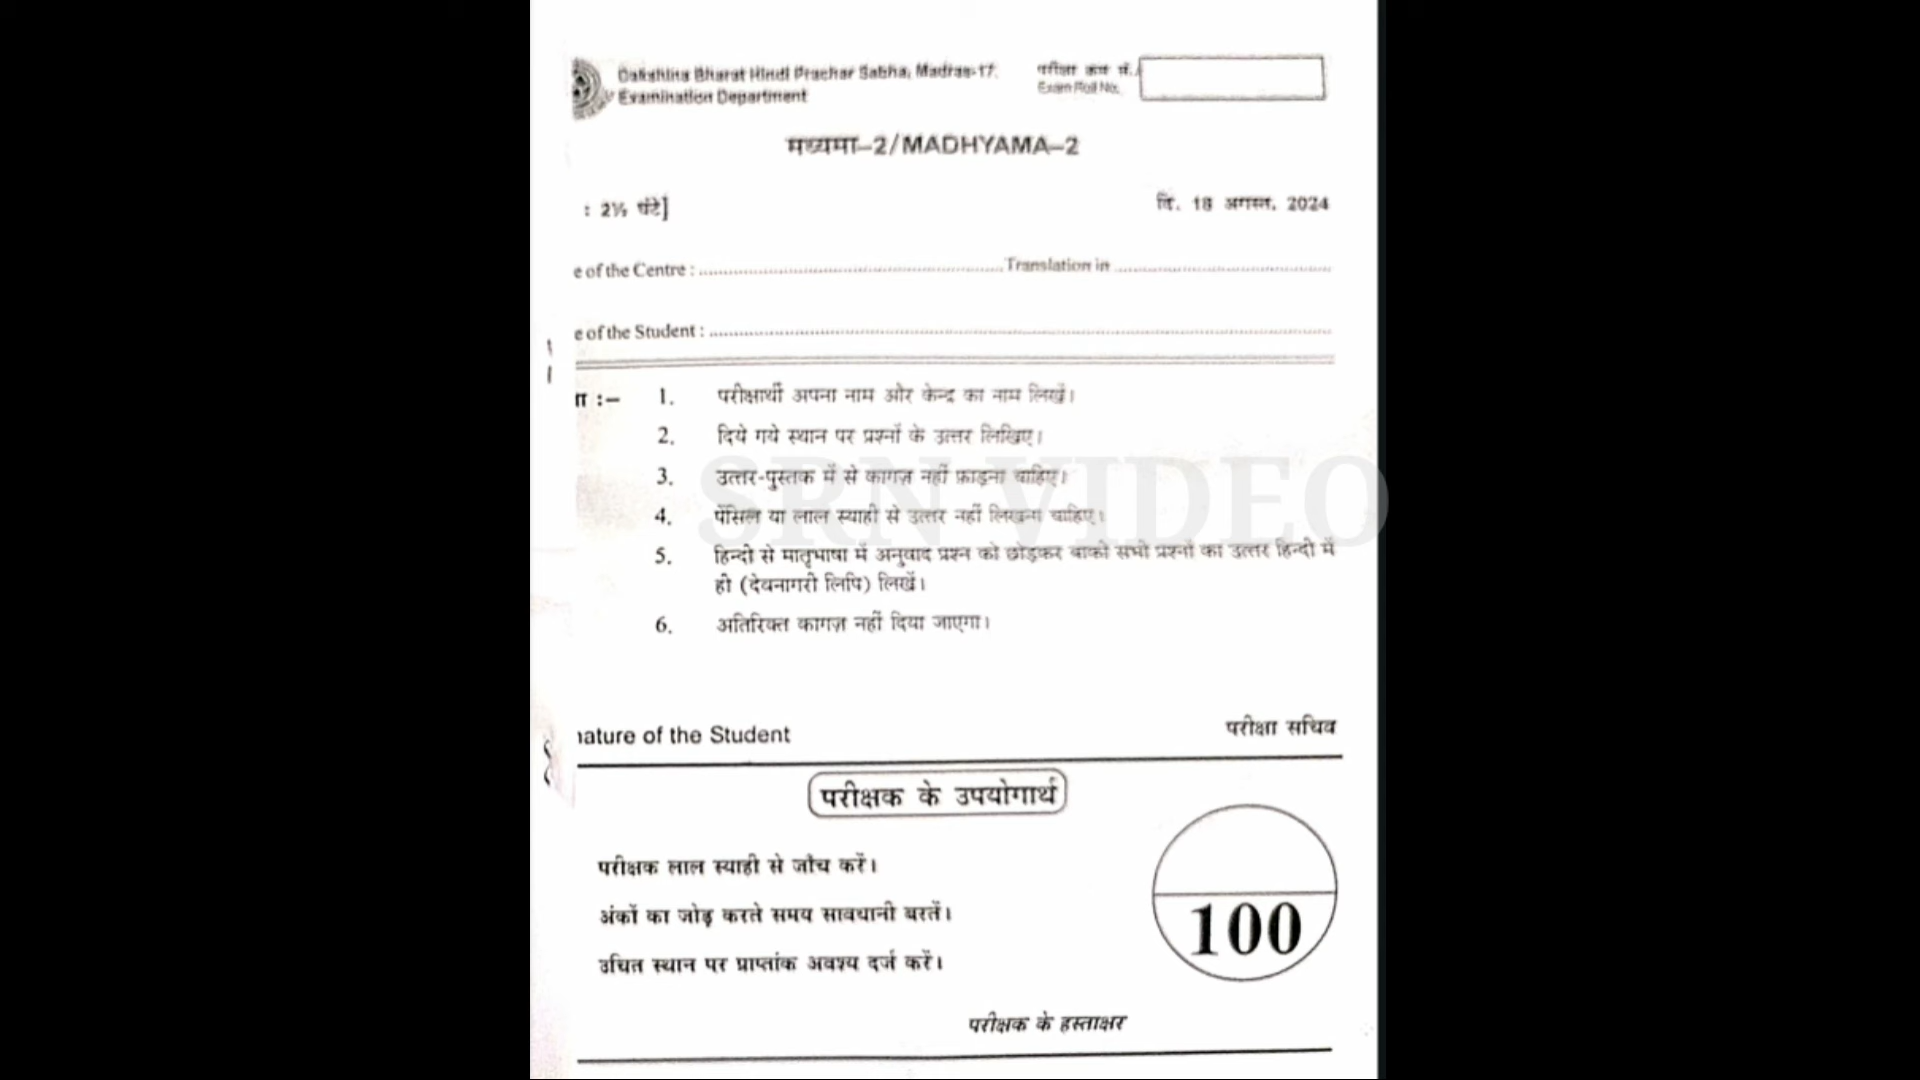 Dakshina Bharat Hindi Prachar Sabha, Madras-17.
Examination Department
परीक्षा क्रम सं.
Exam Roll No.
मध्यमा–2/MADHYAMA–2
: 2½ घंटे]
दि. 18 अगस्त, 2024
e of the Centre : Translation in
e of the Student :
ा :–
1. परीक्षार्थी अपना नाम और केन्द्र का नाम लिखें।
2. दिये गये स्थान पर प्रश्नों के उत्तर लिखिए।
3. उत्तर-पुस्तक में से कागज़ नहीं फ़ाड़ना चाहिए।
4. पेंसिल या लाल स्याही से उत्तर नहीं लिखना चाहिए।
5. हिन्दी से मातृभाषा में अनुवाद प्रश्न को छोड़कर बाकी सभी प्रश्नों का उत्तर हिन्दी में
ही (देवनागरी लिपि) लिखें।
6. अतिरिक्त कागज़ नहीं दिया जाएगा।
SRN VIDEO
nature of the Student
परीक्षा सचिव
परीक्षक के उपयोगार्थ
परीक्षक लाल स्याही से जाँच करें।
अंकों का जोड़ करते समय सावधानी बरतें।
उचित स्थान पर प्राप्तांक अवश्य दर्ज करें।
100
परीक्षक के हस्ताक्षर